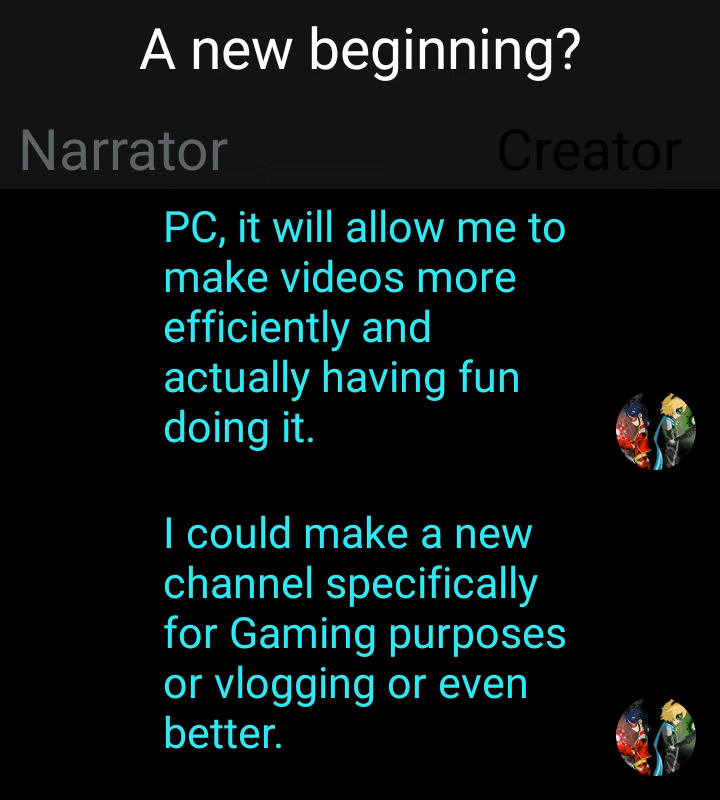 A new beginning?
Narrator
Creator
PC, it will allow me to
make videos more
efficiently and
actually having fun
doing it.
I could make a new
channel specifically
for Gaming purposes
or vlogging or even
better.